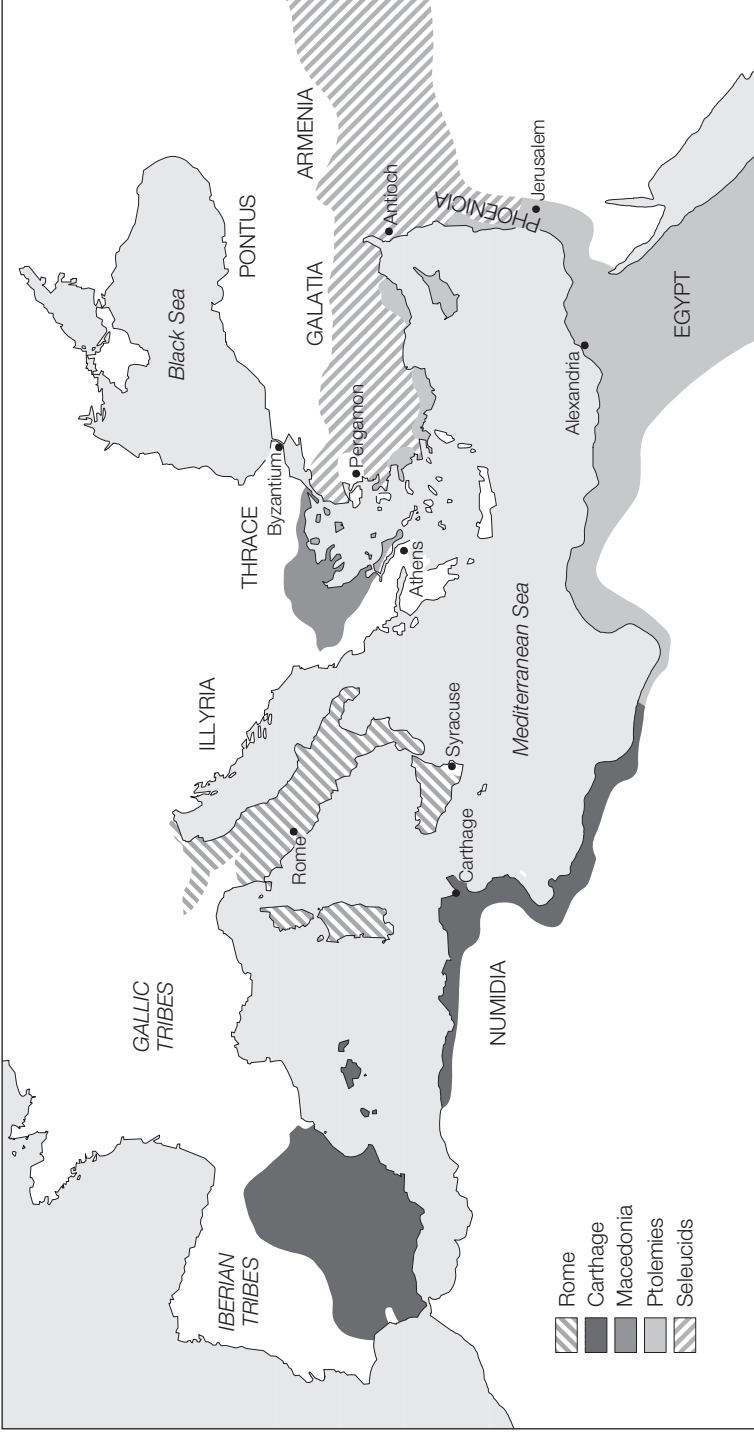 GALLIC
TRIBES
IBERIAN
TRIBES
ILLYRIA
THRACE
Byzantium
Black Sea
PONTUS
GALATIA
ARMENIA
Rome
Pergamon
Athens
Antioch
PHOENICIA
Jerusalem
Syracuse
Carthage
NUMIDIA
Mediterranean Sea
Alexandria
EGYPT
Rome
Carthage
Macedonia
Ptolemies
Seleucids